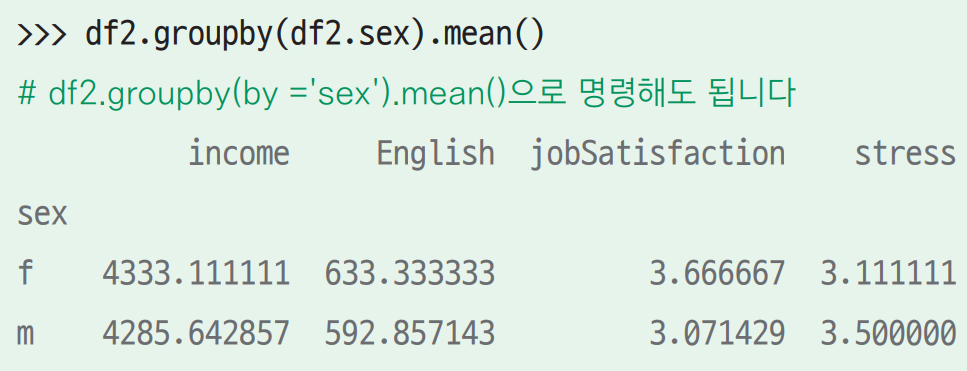 >>> df2.groupby(df2.sex).mean()
# df2.groupby(by ='sex').mean()으로 명령해도 됩니다
income English jobSatisfaction stress
sex
f 4333.111111 633.333333 3.666667 3.111111
m 4285.642857 592.857143 3.071429 3.500000